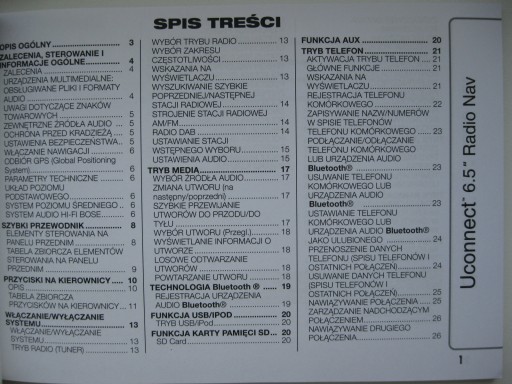 SPIS TREŚCI
OPIS OGÓLNY ................. 3
ZALECENIA, STEROWANIE I
INFORMACJE OGÓLNE ............ 4
ZALECENIA ................. 4
URZĄDZENIA MULTIMEDIALNE:
OBSŁUGIWANE PLIKI I FORMATY
AUDIO ................. 4
UWAGI DOTYCZĄCE ZNAKÓW
TOWAROWYCH ................. 5
ZEWNĘTRZNE ŹRÓDŁA AUDIO ... 5
OCHRONA PRZED KRADZIEŻĄ .... 5
USTAWIENIA BEZPIECZEŃSTWA.. 5
WŁĄCZANIE NAWIGACJI ........ 6
ODBIÓR GPS (Global Positioning
System) ................. 6
PARAMETRY TECHNICZNE ....... 6
UKŁAD POZIOMU
PODSTAWOWEGO ................. 6
SYSTEM POZIOMU ŚREDNIEGO .. 6
SYSTEM AUDIO HI-FI BOSE ...... 6
SZYBKI PRZEWODNIK ............ 8
ELEMENTY STEROWANIA NA
PANELU PRZEDNIM ............ 8
TABELA ZBIORCZA ELEMENTÓW
STEROWANIA NA PANELU
PRZEDNIM ................. 9
PRZYCISKI NA KIEROWNICY ..... 10
OPIS ................. 10
TABELA ZBIORCZA
PRZYCISKÓW NA KIEROWNICY... 11
WŁĄCZANIE/WYŁĄCZANIE
SYSTEMU ................. 13
WŁĄCZANIE/WYŁĄCZANIE
SYSTEMU ................. 13
TRYB RADIO (TUNER) ........... 13
WYBÓR TRYBU RADIO ........... 13
WYBÓR ZAKRESU
CZĘSTOTLIWOŚCI ............. 13
WSKAZANIA NA
WYŚWIETLACZU ............. 13
WYSZUKIWANIE SZYBKIE
POPRZEDNIEJ/NASTĘPNEJ
STACJI RADIOWEJ ............. 14
STROJENIE STACJI RADIOWEJ
AM/FM ................. 14
RADIO DAB ................. 14
USTAWIANIE STACJI
WSTĘPNEGO WYBORU .......... 15
USTAWIENIA AUDIO ............. 15
TRYB MEDIA ................. 17
WYBÓR ŹRÓDŁA AUDIO ......... 17
ZMIANA UTWORU (na
następny/poprzedni) ............. 17
SZYBKIE PRZEWIJANIE
UTWORÓW DO PRZODU/DO
TYŁU ................. 17
WYBÓR UTWORU (Przegl.) ....... 17
WYŚWIETLANIE INFORMACJI O
UTWORZE ................. 18
LOSOWE ODTWARZANIE
UTWORÓW ................. 18
POWTARZANIE UTWORU ......... 18
TECHNOLOGIA Bluetooth ® ...... 19
REJESTRACJA URZĄDZENIA
AUDIO Bluetooth® ............. 19
FUNKCJA USB/IPOD ............. 20
TRYB USB/iPod ................. 20
FUNKCJA KARTY PAMIĘCI SD... 20
SD Card ................. 20
FUNKCJA AUX ................. 20
TRYB TELEFON ................. 21
AKTYWACJA TRYBU TELEFON .... 21
GŁÓWNE FUNKCJE ............. 21
WSKAZANIA NA
WYŚWIETLACZU ............. 21
REJESTRACJA TELEFONU
KOMÓRKOWEGO ............. 22
ZAPISYWANIE NAZW/NUMERÓW
W SPISIE TELEFONÓW
TELEFONU KOMÓRKOWEGO ..... 23
PODŁĄCZANIE/ODŁĄCZANIE
TELEFONU KOMÓRKOWEGO
LUB URZĄDZENIA AUDIO
Bluetooth® ................. 23
USUWANIE TELEFONU
KOMÓRKOWEGO LUB
URZĄDZENIA AUDIO
Bluetooth® ................. 23
USTAWIANIE TELEFONU
KOMÓRKOWEGO LUB
URZĄDZENIA AUDIO Bluetooth®
JAKO ULUBIONEGO ............. 24
PRZENOSZENIE DANYCH
TELEFONU (SPISU TELEFONÓW I
OSTATNICH POŁĄCZEŃ) .......... 24
USUWANIE DANYCH TELEFONU
(SPISU TELEFONÓW I
OSTATNICH POŁĄCZEŃ).......... 25
NAWIĄZYWANIE POŁĄCZENIA ..... 25
ZARZĄDZANIE NADCHODZĄCYM
POŁĄCZENIEM ................. 26
NAWIĄZYWANIE DRUGIEGO
POŁĄCZENIA................. 26
Uconnect 6.5" Radio Nav
1